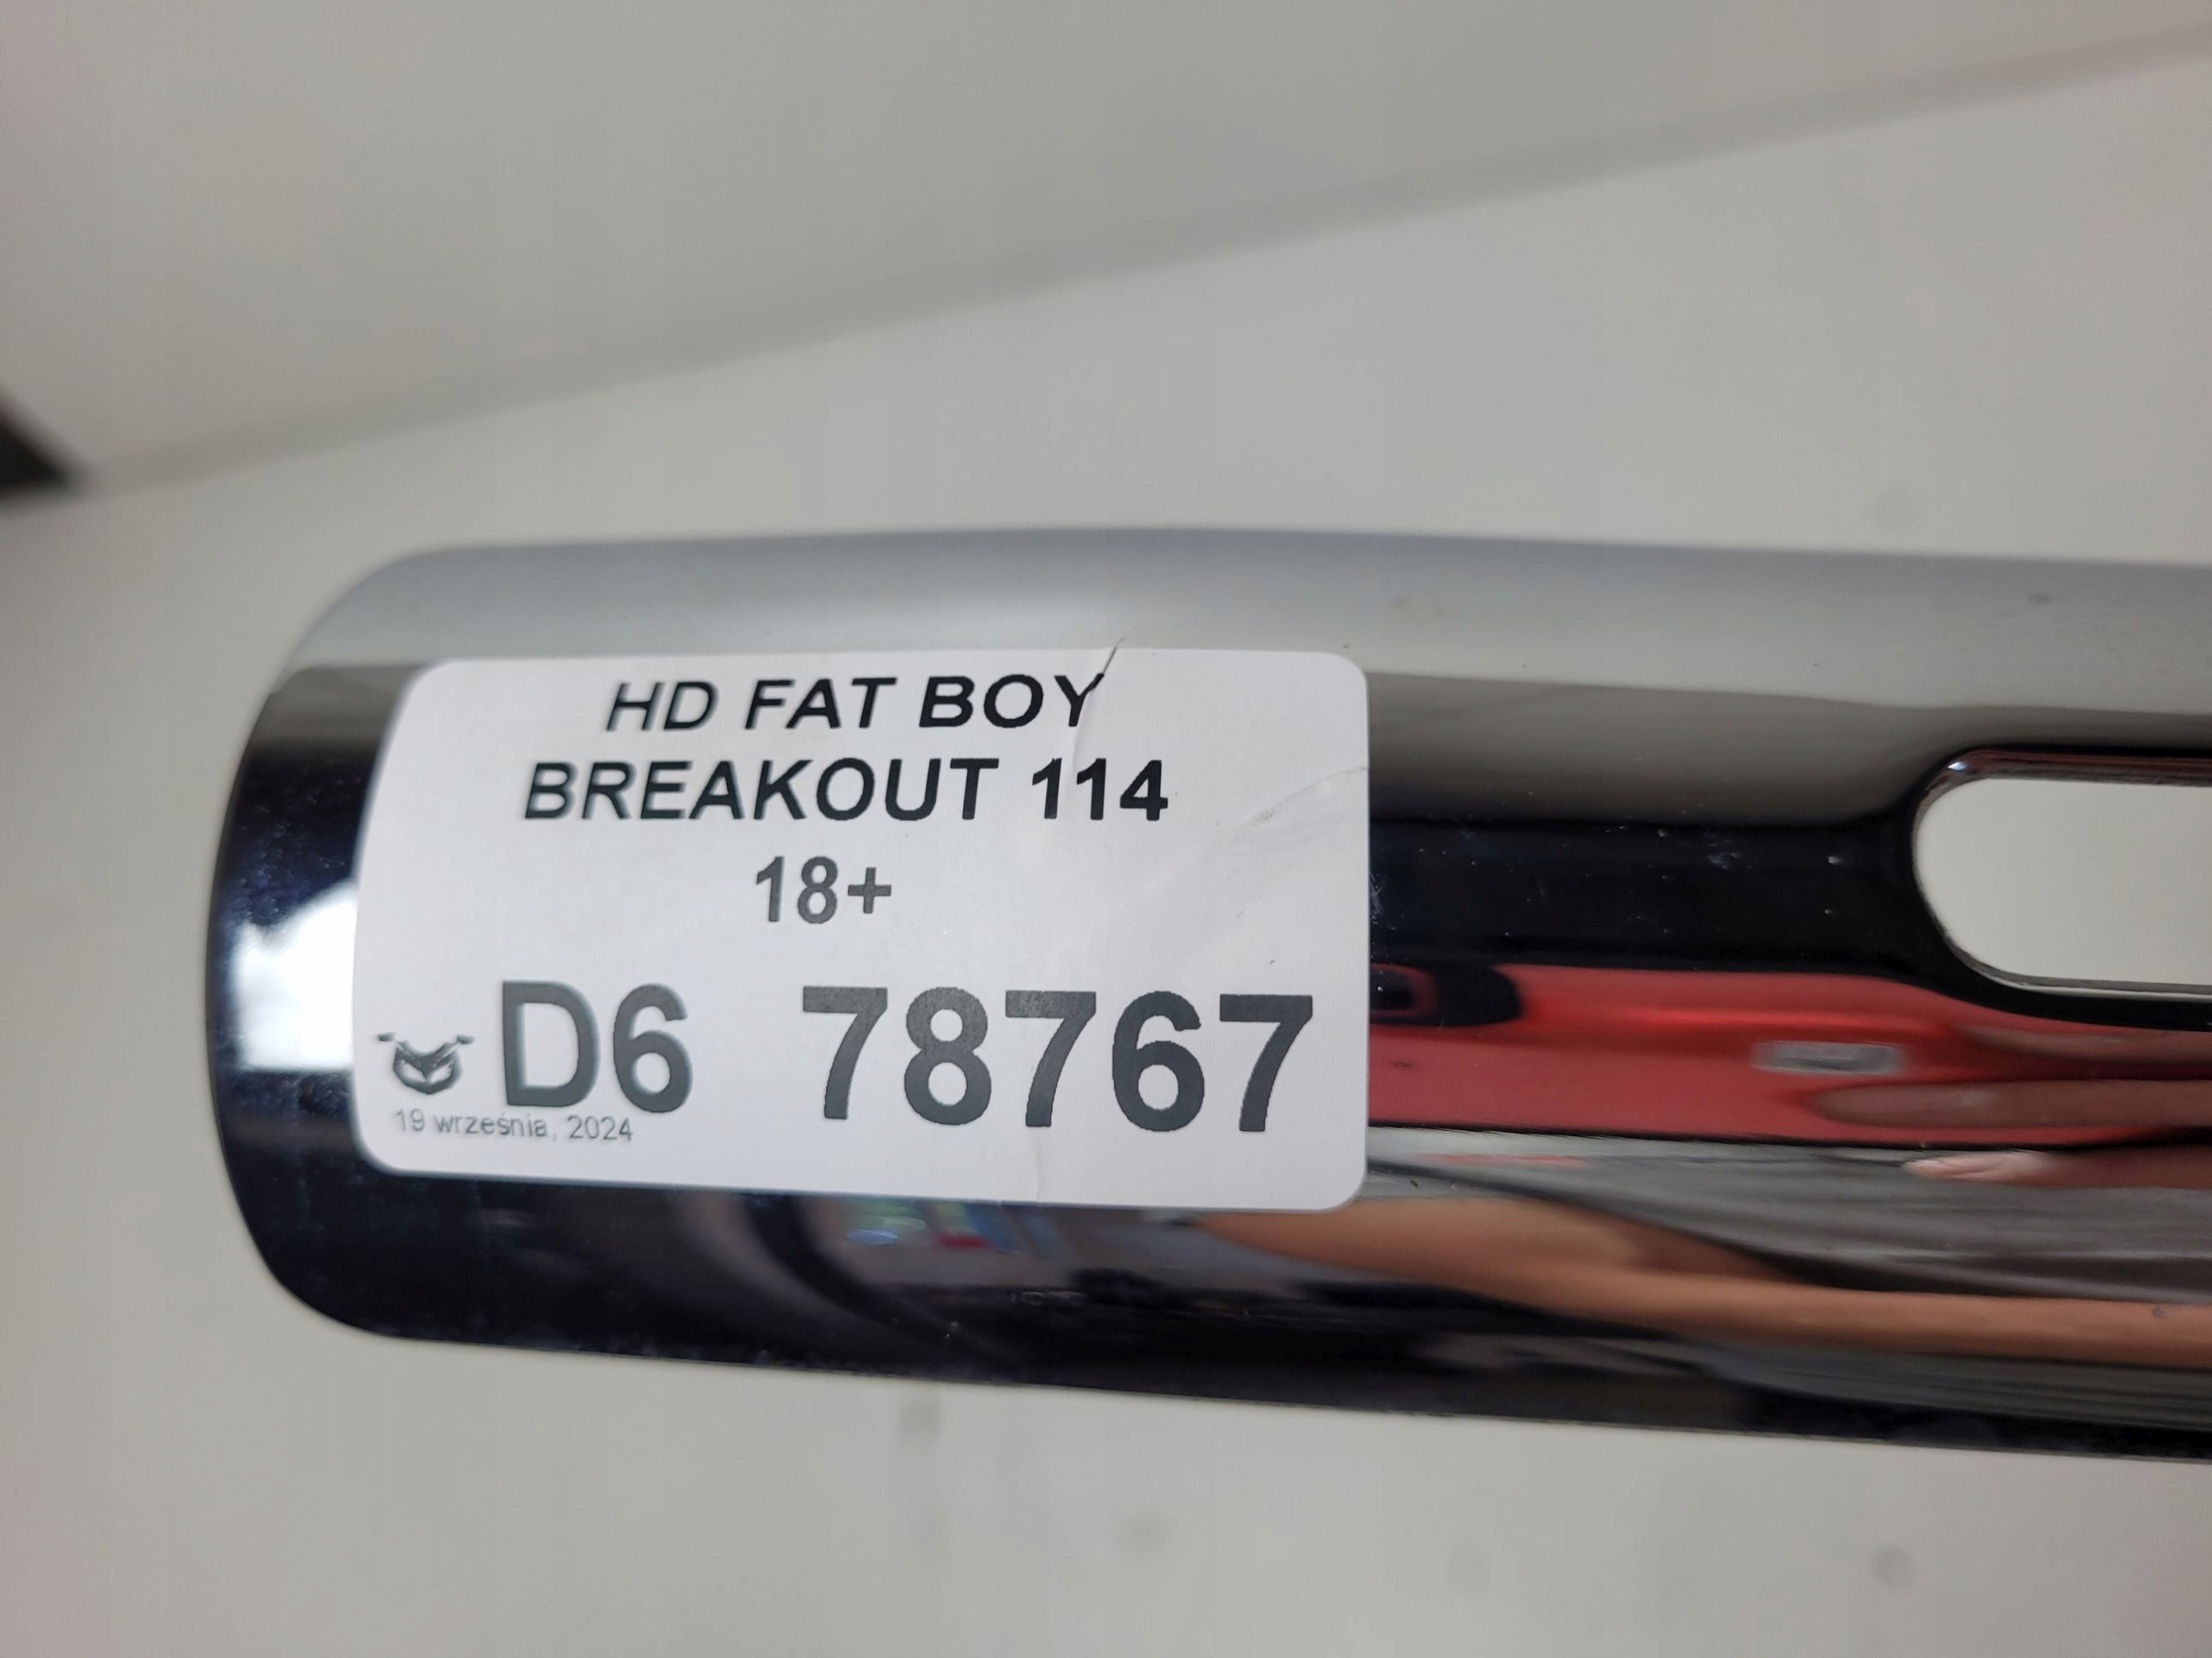 HD FAT BOY
BREAKOUT 114
18+
D6 78767
19 września, 2024